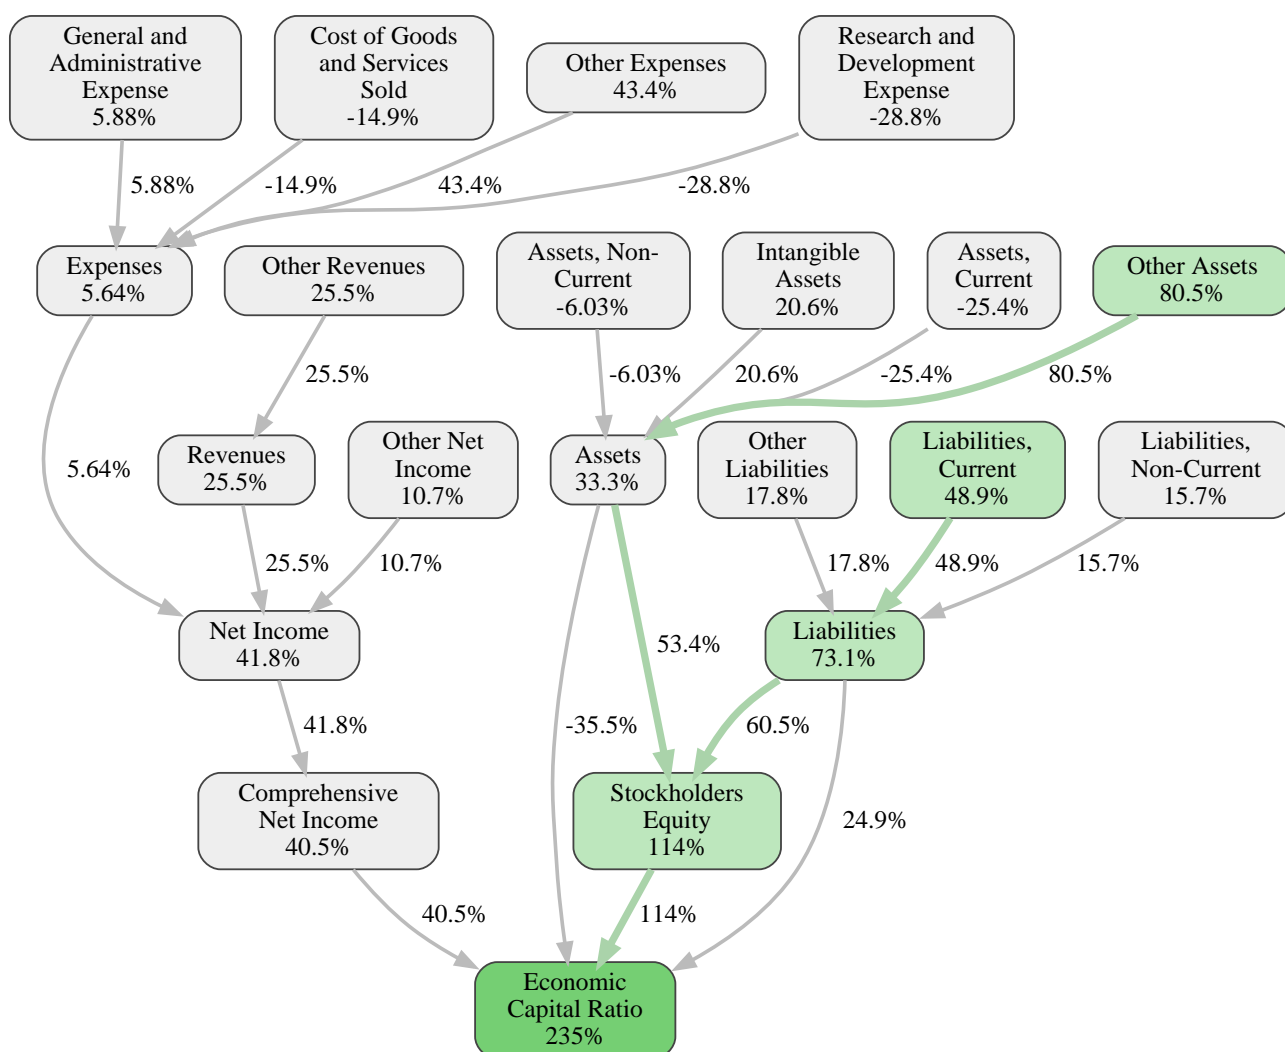 General and
Administrative
Expense
5.88%
Cost of Goods
and Services
Sold
-14.9%
Other Expenses
43.4%
Research and
Development
Expense
-28.8%
5.88%
-14.9%
43.4%
-28.8%
Expenses
5.64%
Other Revenues
25.5%
Assets, Non-
Current
-6.03%
Intangible
Assets
20.6%
Assets,
Current
-25.4%
Other Assets
80.5%
25.5%
-6.03%
20.6%
-25.4%
80.5%
5.64%
Revenues
25.5%
Other Net
Income
10.7%
Assets
33.3%
Other
Liabilities
17.8%
Liabilities,
Current
48.9%
Liabilities,
Non-Current
15.7%
25.5%
10.7%
17.8%
48.9%
15.7%
Net Income
41.8%
53.4%
Liabilities
73.1%
41.8%
-35.5%
60.5%
Comprehensive
Net Income
40.5%
Stockholders
Equity
114%
24.9%
40.5%
114%
Economic
Capital Ratio
235%